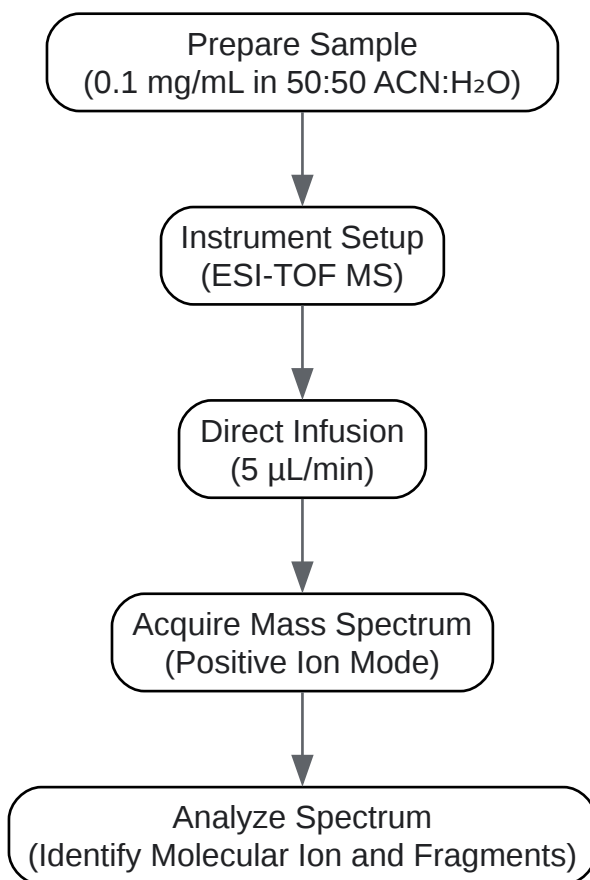 Prepare Sample
(0.1 mg/mL in 50:50 ACN:H₂O)
Instrument Setup
(ESI-TOF MS)
Direct Infusion
(5 µL/min)
Acquire Mass Spectrum
(Positive Ion Mode)
Analyze Spectrum
(Identify Molecular Ion and Fragments)